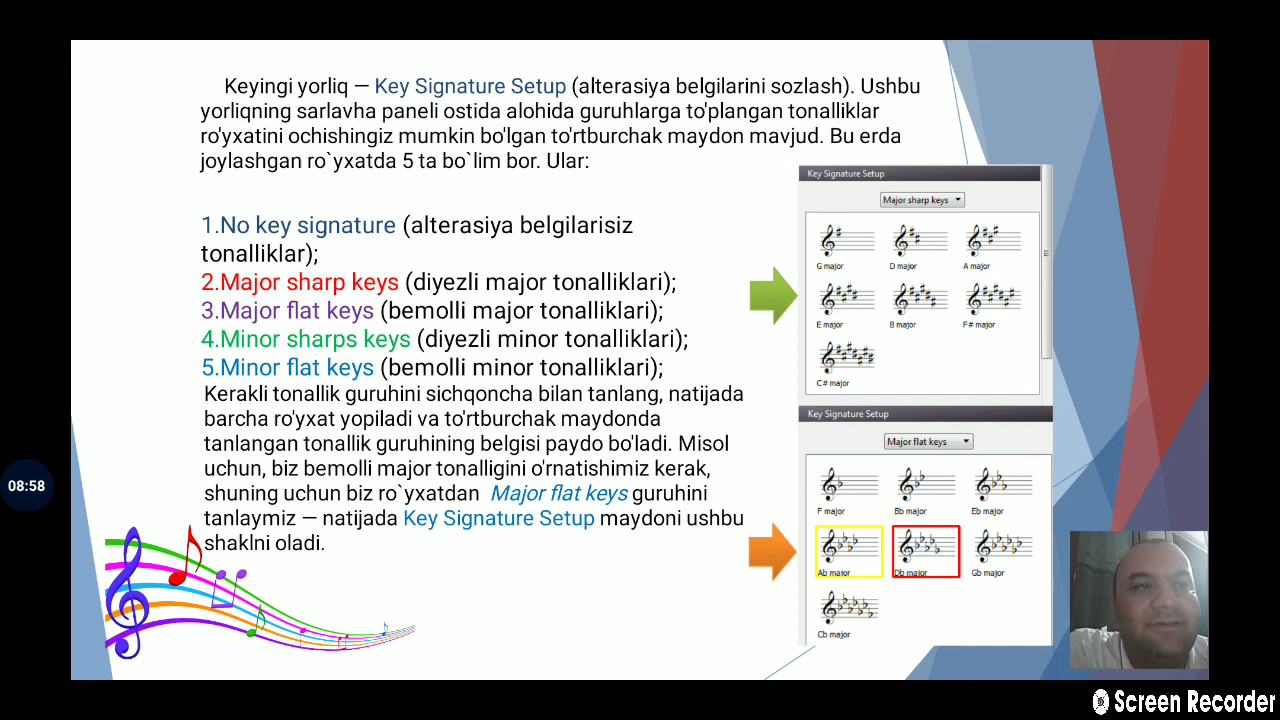 Keyingi yorliq — Key Signature Setup (alterasiya belgilarini sozlash). Ushbu
yorliqning sarlavha paneli ostida alohida guruhlarga to'plangan tonalliklar
ro'yxatini ochishingiz mumkin bo'lgan to'rtburchak maydon mavjud. Bu erda
joylashgan ro`yxatda 5 ta bo`lim bor. Ular:
1.No key signature (alterasiya belgilarisiz
tonalliklar);
2.Major sharp keys (diyezli major tonalliklari);
3.Major flat keys (bemolli major tonalliklari);
4.Minor sharps keys (diyezli minor tonalliklari);
5.Minor flat keys (bemolli minor tonalliklari);
Kerakli tonallik guruhini sichqoncha bilan tanlang, natijada
barcha ro'yxat yopiladi va to'rtburchak maydonda
tanlangan tonallik guruhining belgisi paydo bo'ladi. Misol
uchun, biz bemolli major tonalligini o'rnatishimiz kerak,
shuning uchun biz ro`yxatdan Major flat keys guruhini
tanlaymiz — natijada Key Signature Setup maydoni ushbu
shaklni oladi.
Key Signature Setup
Major sharp keys
G major D major A major
E major B major F# major
C# major
Key Signature Setup
Major flat keys
F major Bb major Eb major
Ab major Db major Gb major
Cb major
08:58
Screen Recorder